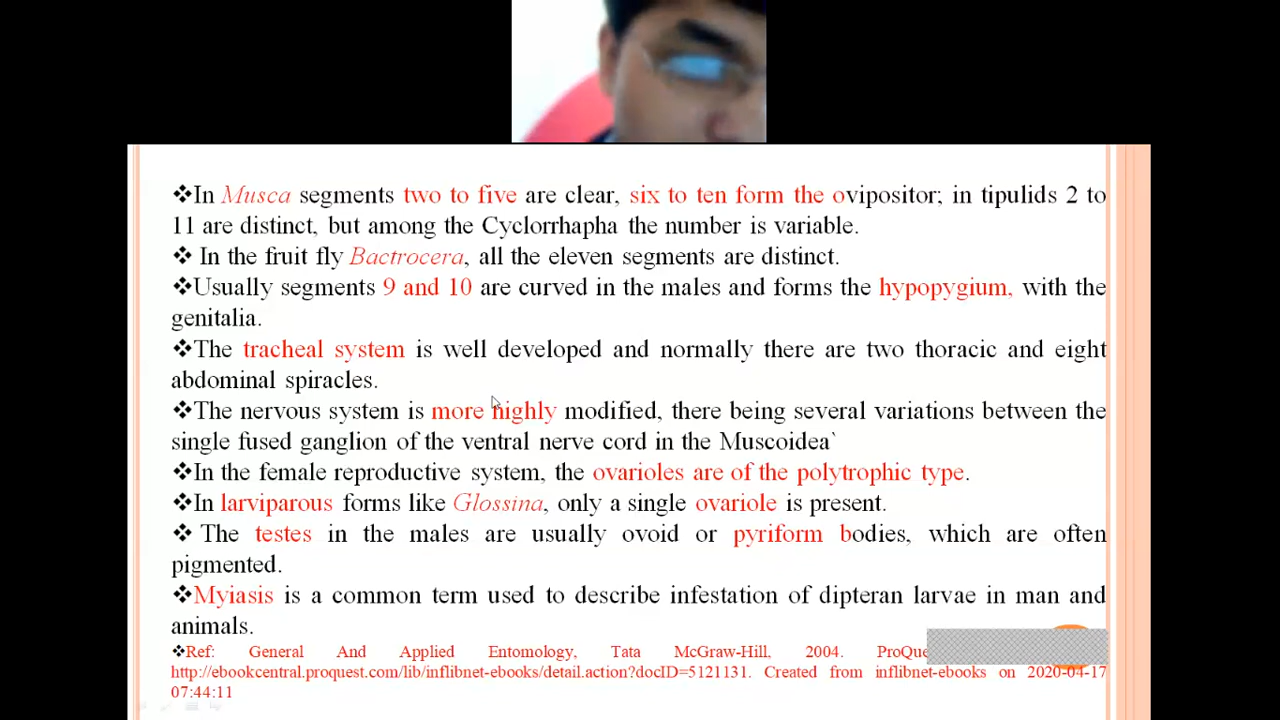 ❖In Musca segments two to five are clear, six to ten form the ovipositor; in tipulids 2 to
11 are distinct, but among the Cyclorrhapha the number is variable.
❖ In the fruit fly Bactrocera, all the eleven segments are distinct.
❖Usually segments 9 and 10 are curved in the males and forms the hypopygium, with the
genitalia.
❖The tracheal system is well developed and normally there are two thoracic and eight
abdominal spiracles.
❖The nervous system is more highly modified, there being several variations between the
single fused ganglion of the ventral nerve cord in the Muscoidea`
❖In the female reproductive system, the ovarioles are of the polytrophic type.
❖In larviparous forms like Glossina, only a single ovariole is present.
❖ The testes in the males are usually ovoid or pyriform bodies, which are often
pigmented.
❖Myiasis is a common term used to describe infestation of dipteran larvae in man and
animals.
❖Ref: General And Applied Entomology, Tata McGraw-Hill, 2004.
http://ebookcentral.proquest.com/lib/inflibnet-ebooks/detail.action?docID=5121131. Created from inflibnet-ebooks on 2020-04-17
07:44:11